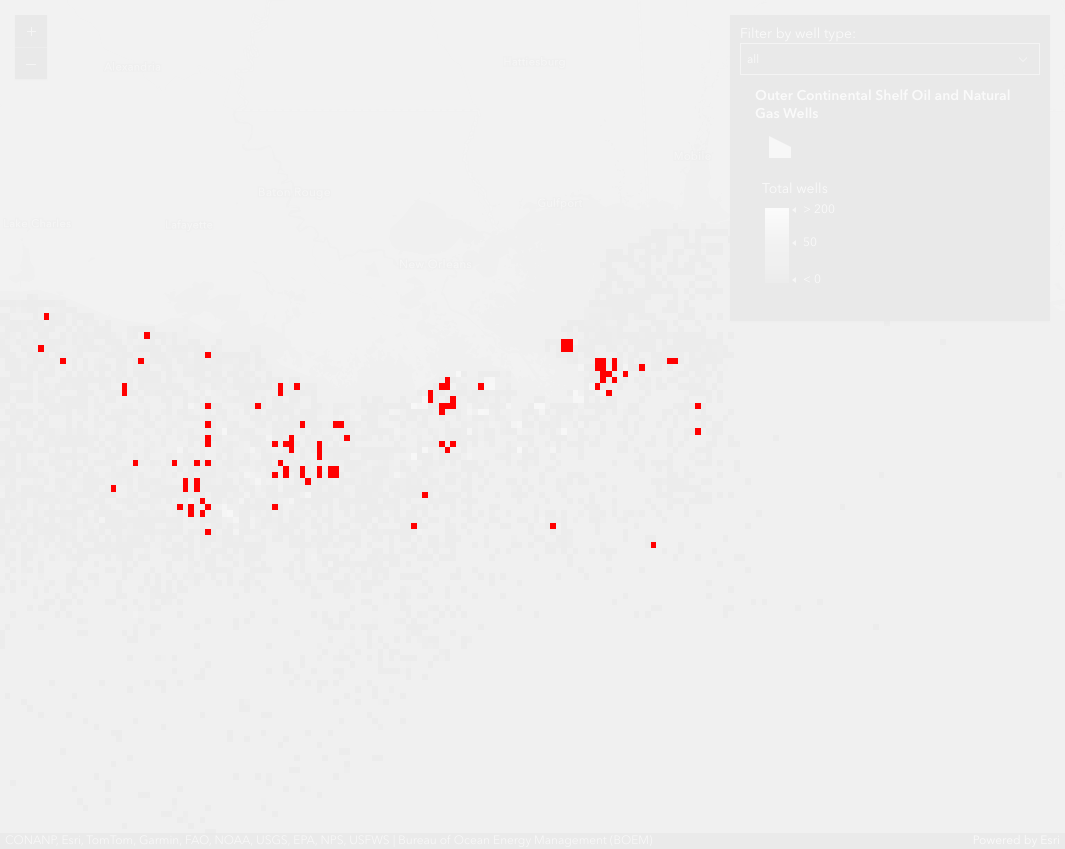 +
−
Filter by well type:
all
Outer Continental Shelf Oil and Natural
Gas Wells
Total wells
> 200
50
< 0
CONANP, Esri, TomTom, Garmin, FAO, NOAA, USGS, EPA, NPS, USFWS | Bureau of Ocean Energy Management (BOEM)
Powered by Esri